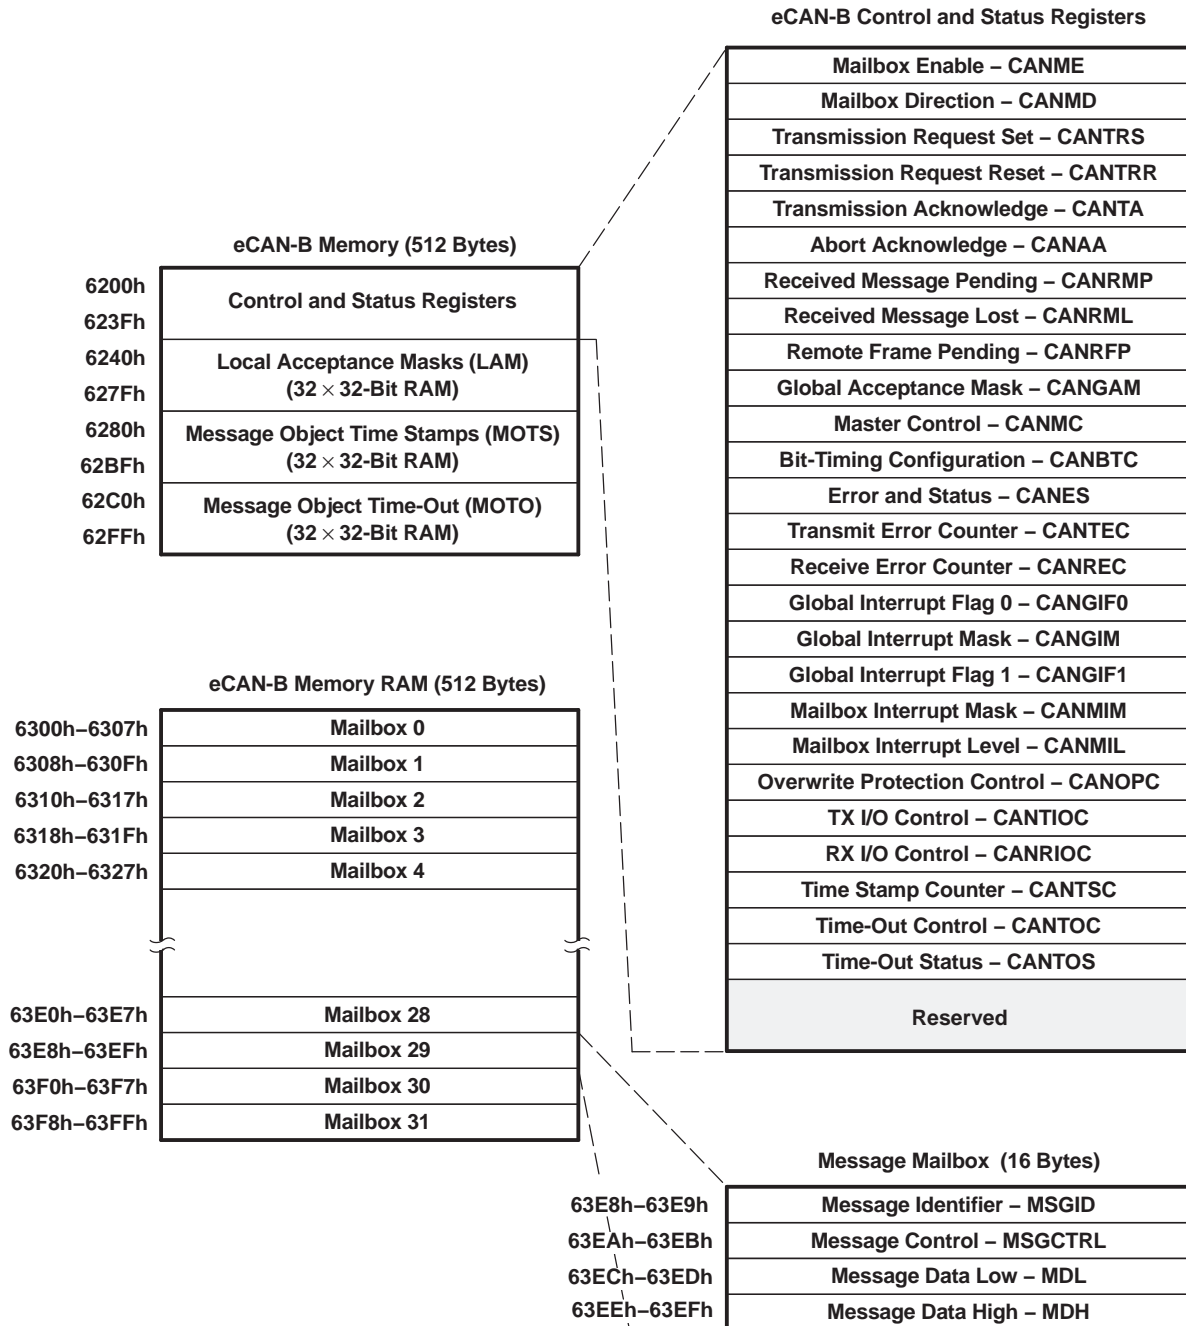 eCAN-B Control and Status Registers
Mailbox Enable – CANME
Mailbox Direction – CANMD
Transmission Request Set – CANTRS
Transmission Request Reset – CANTRR
Transmission Acknowledge – CANTA
Abort Acknowledge – CANAA
Received Message Pending – CANRMP
Received Message Lost – CANRML
Remote Frame Pending – CANRFP
Global Acceptance Mask – CANGAM
Master Control – CANMC
Bit-Timing Configuration – CANBTC
Error and Status – CANES
Transmit Error Counter – CANTEC
Receive Error Counter – CANREC
Global Interrupt Flag 0 – CANGIF0
Global Interrupt Mask – CANGIM
Global Interrupt Flag 1 – CANGIF1
Mailbox Interrupt Mask – CANMIM
Mailbox Interrupt Level – CANMIL
Overwrite Protection Control – CANOPC
TX I/O Control – CANTIOC
RX I/O Control – CANRIOC
Time Stamp Counter – CANTSC
Time-Out Control – CANTOC
Time-Out Status – CANTOS
Reserved
eCAN-B Memory (512 Bytes)
6200h
Control and Status Registers
623Fh
6240h
Local Acceptance Masks (LAM)
(32 × 32-Bit RAM)
627Fh
6280h
Message Object Time Stamps (MOTS)
(32 × 32-Bit RAM)
62BFh
62C0h
Message Object Time-Out (MOTO)
(32 × 32-Bit RAM)
62FFh
eCAN-B Memory RAM (512 Bytes)
6300h–6307h Mailbox 0
6308h–630Fh Mailbox 1
6310h–6317h Mailbox 2
6318h–631Fh Mailbox 3
6320h–6327h Mailbox 4
63E0h–63E7h Mailbox 28
63E8h–63EFh Mailbox 29
63F0h–63F7h Mailbox 30
63F8h–63FFh Mailbox 31
Message Mailbox (16 Bytes)
63E8h–63E9h Message Identifier – MSGID
63EAh–63EBh Message Control – MSGCTRL
63ECh–63EDh Message Data Low – MDL
63EEh–63EFh Message Data High – MDH